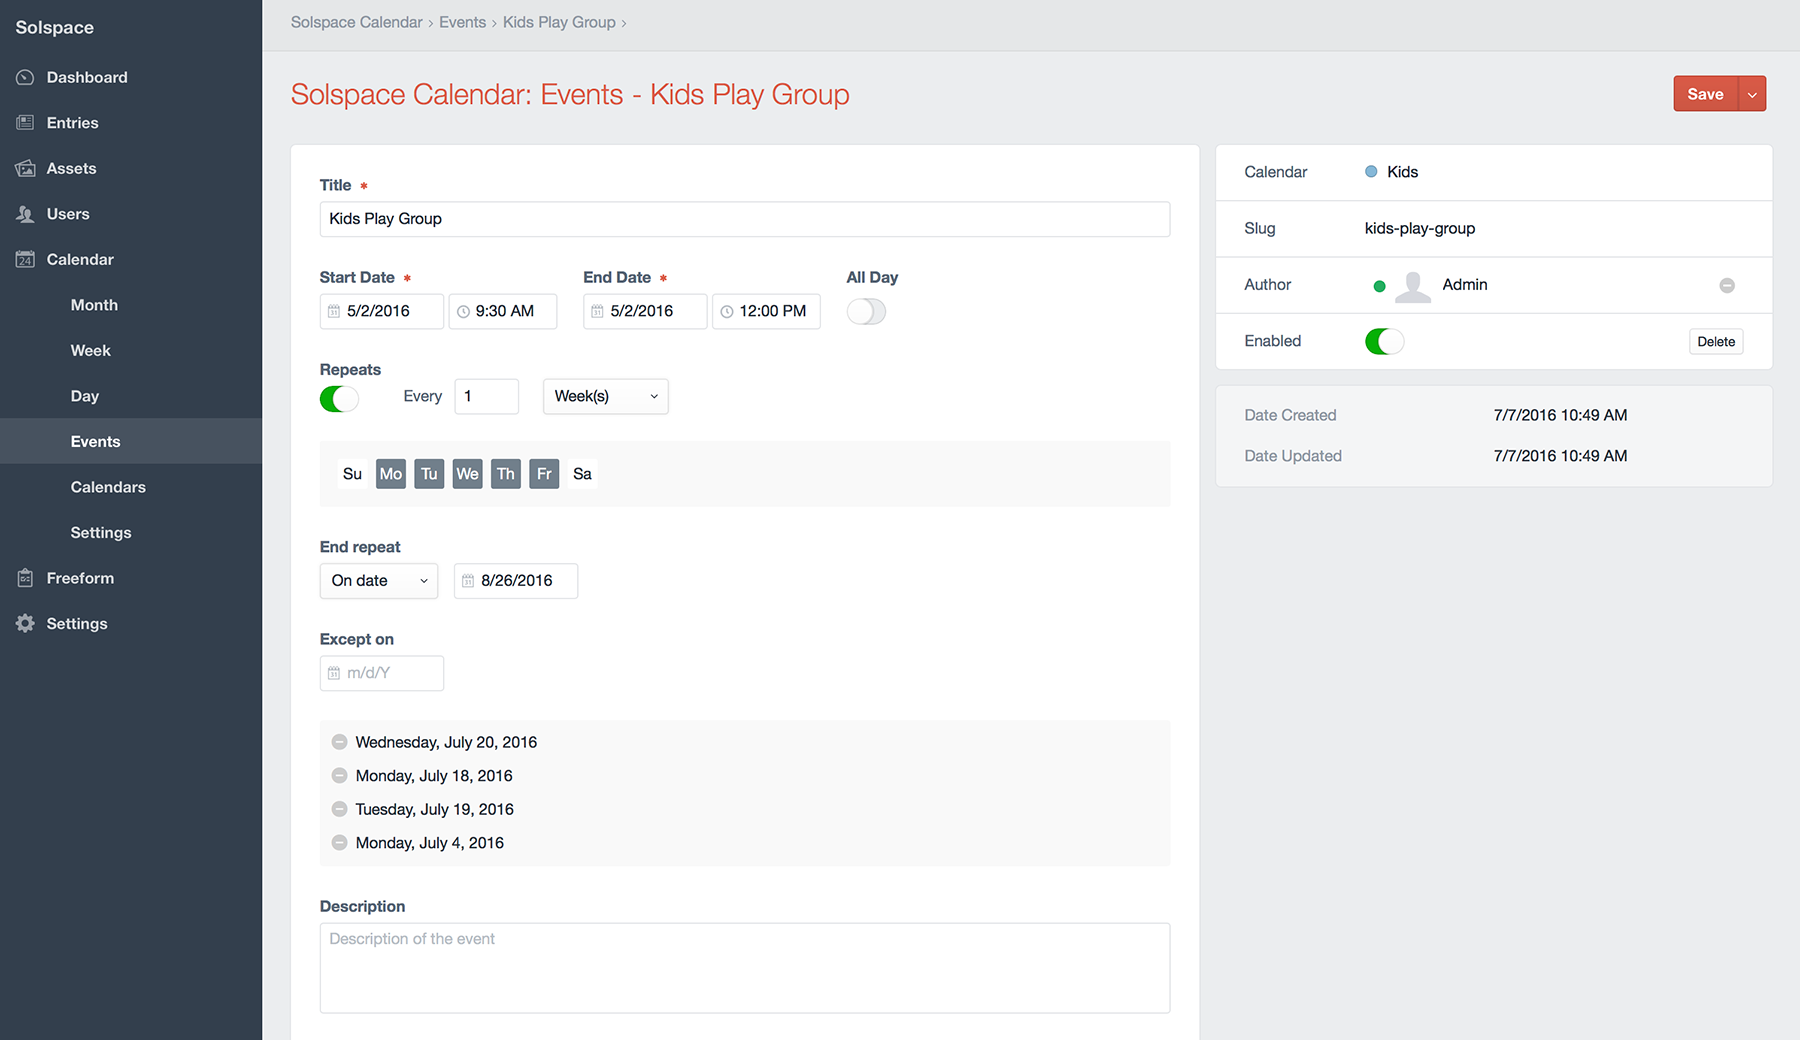 Solspace
Dashboard
Entries
Assets
Users
24
Calendar
Month
Week
Day
Events
Calendars
Settings
Freeform
Settings
Solspace Calendar › Events › Kids Play Group ›
Solspace Calendar: Events - Kids Play Group
Save
Title *
Kids Play Group
Start Date * End Date * All Day
31 5/2/2016 9:30 AM 31 5/2/2016 12:00 PM
Repeats
Every 1 Week(s)
Su Mo Tu We Th Fr Sa
End repeat
On date 31 8/26/2016
Except on
31 m/d/Y
Wednesday, July 20, 2016
Monday, July 18, 2016
Tuesday, July 19, 2016
Monday, July 4, 2016
Description
Description of the event
Calendar Kids
Slug kids-play-group
Author Admin
Enabled Delete
Date Created 7/7/2016 10:49 AM
Date Updated 7/7/2016 10:49 AM